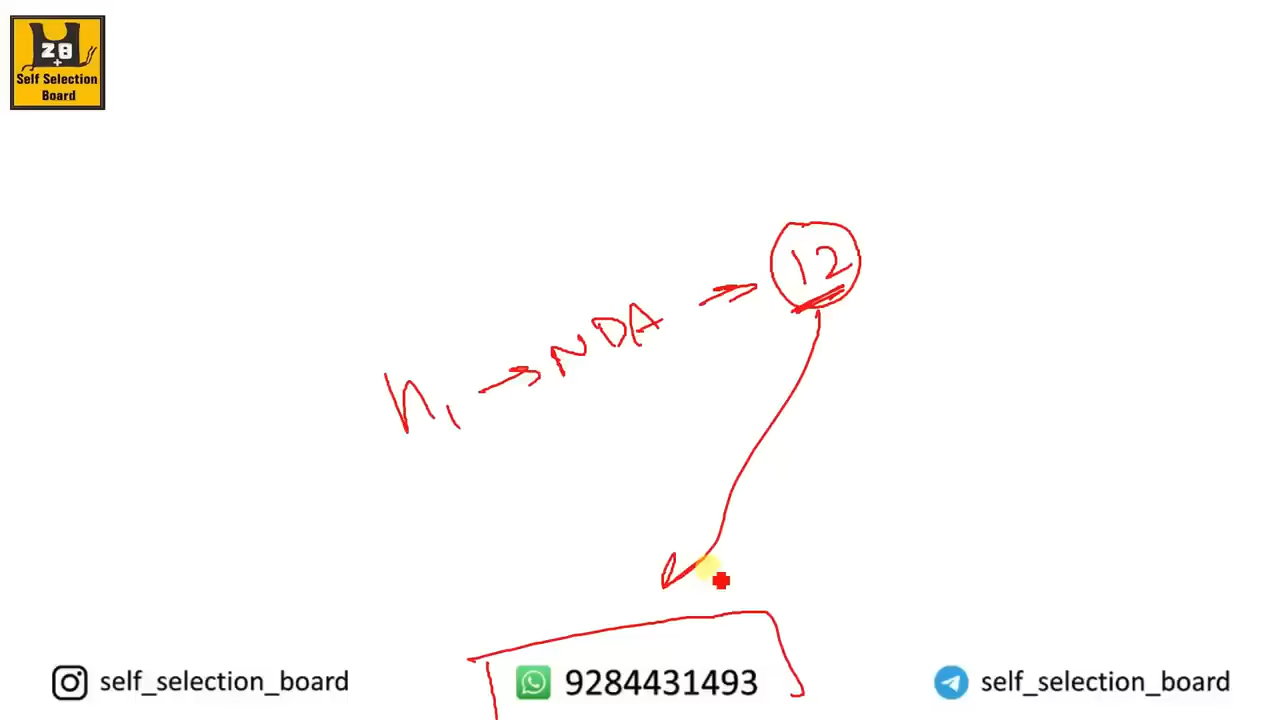 28
+
Self Selection
Board
12
n₁ → NDA →
self_selection_board
9284431493
self_selection_board